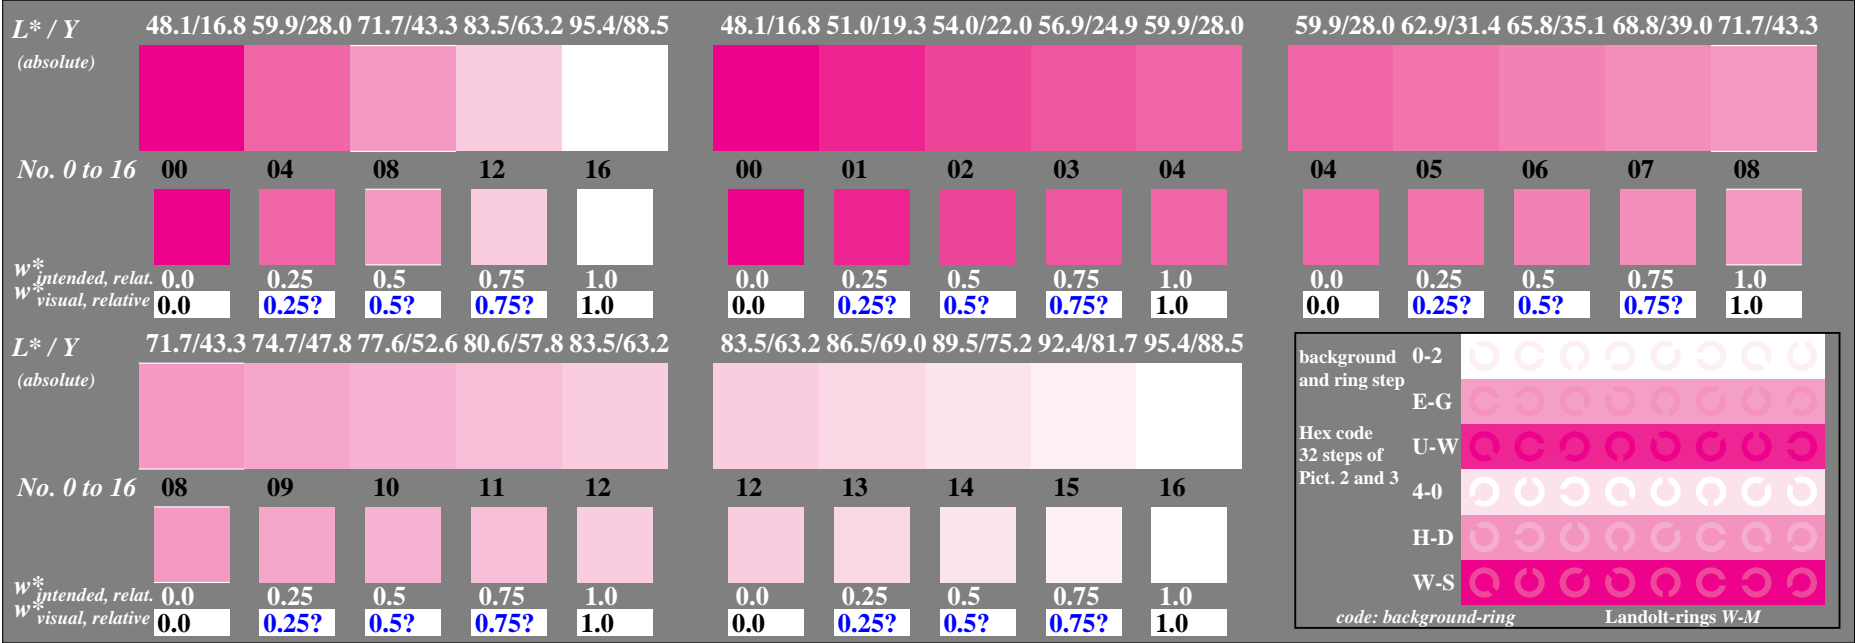 L* / Y 48.1/16.8 59.9/28.0 71.7/43.3 83.5/63.2 95.4/88.5 48.1/16.8 51.0/19.3 54.0/22.0 56.9/24.9 59.9/28.0 59.9/28.0 62.9/31.4 65.8/35.1 68.8/39.0 71.7/43.3
(absolute)
No. 0 to 16 00 04 08 12 16 00 01 02 03 04 04 05 06 07 08
w* intended, relat. 0.0 0.25 0.5 0.75 1.0 0.0 0.25 0.5 0.75 1.0 0.0 0.25 0.5 0.75 1.0
w* visual, relative 0.0 0.25? 0.5? 0.75? 1.0 0.0 0.25? 0.5? 0.75? 1.0 0.0 0.25? 0.5? 0.75? 1.0
L* / Y 71.7/43.3 74.7/47.8 77.6/52.6 80.6/57.8 83.5/63.2 83.5/63.2 86.5/69.0 89.5/75.2 92.4/81.7 95.4/88.5
(absolute)
No. 0 to 16 08 09 10 11 12 12 13 14 15 16
w* intended, relat. 0.0 0.25 0.5 0.75 1.0 0.0 0.25 0.5 0.75 1.0
w* visual, relative 0.0 0.25? 0.5? 0.75? 1.0 0.0 0.25? 0.5? 0.75? 1.0
background 0-2
and ring step
E-G
Hex code
U-W
32 steps of
Pict. 2 and 3
4-0
H-D
W-S
code: background-ring Landolt-rings W-M